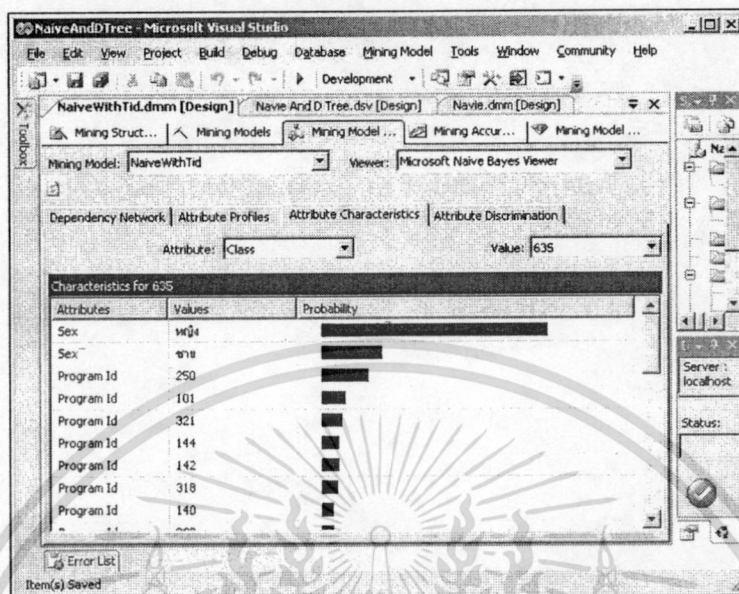 NaiveAndDTree - Microsoft Visual Studio
File Edit View Project Build Debug Database Mining Model Tools Window Community Help
Development
NaiveWithTid.dmm [Design] Navie And D Tree.dsv [Design] Navie.dmm [Design]
Toolbox
Mining Struct... Mining Models Mining Model ... Mining Accur... Mining Model ...
Mining Model: NaiveWithTid Viewer: Microsoft Naive Bayes Viewer
Dependency Network Attribute Profiles Attribute Characteristics Attribute Discrimination
Attribute: Class Value: 635
Characteristics for 635
Attributes Values Probability
Sex หญิง
Sex ชาย
Program Id 250
Program Id 101
Program Id 321
Program Id 144
Program Id 142
Program Id 318
Program Id 140
Server :
localhost
Status:
Error List
Item(s) Saved